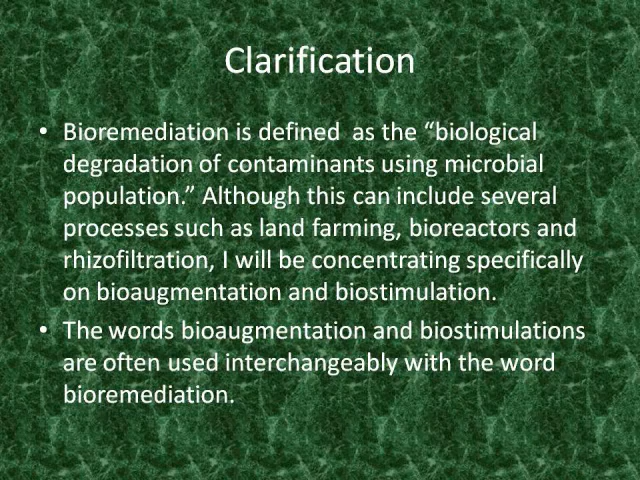 Clarification
• Bioremediation is defined  as the “biological
degradation of contaminants using microbial
population.” Although this can include several
processes such as land farming, bioreactors and
rhizofiltration, I will be concentrating specifically
on bioaugmentation and biostimulation.
• The words bioaugmentation and biostimulations
are often used interchangeably with the word
bioremediation.